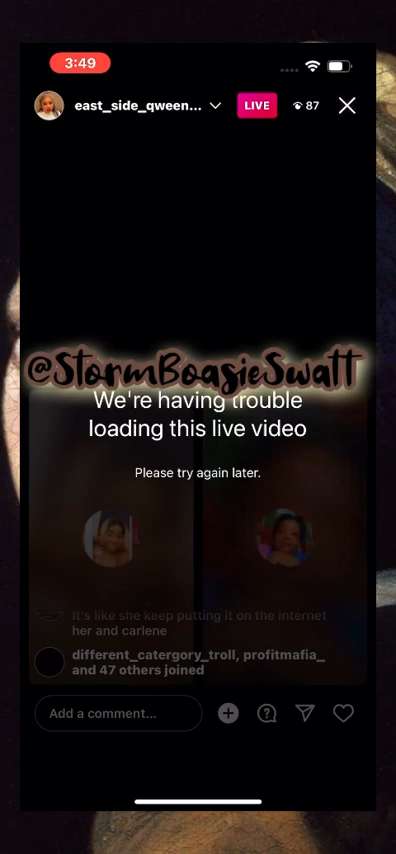 3:49
east_side_qween...
LIVE
87
@StormBoasieSwatt
We're having trouble
loading this live video
Please try again later.
It's like she keep putting it on the internet
her and carlene
different_catergory_troll, profitmafia_
and 47 others joined
Add a comment...